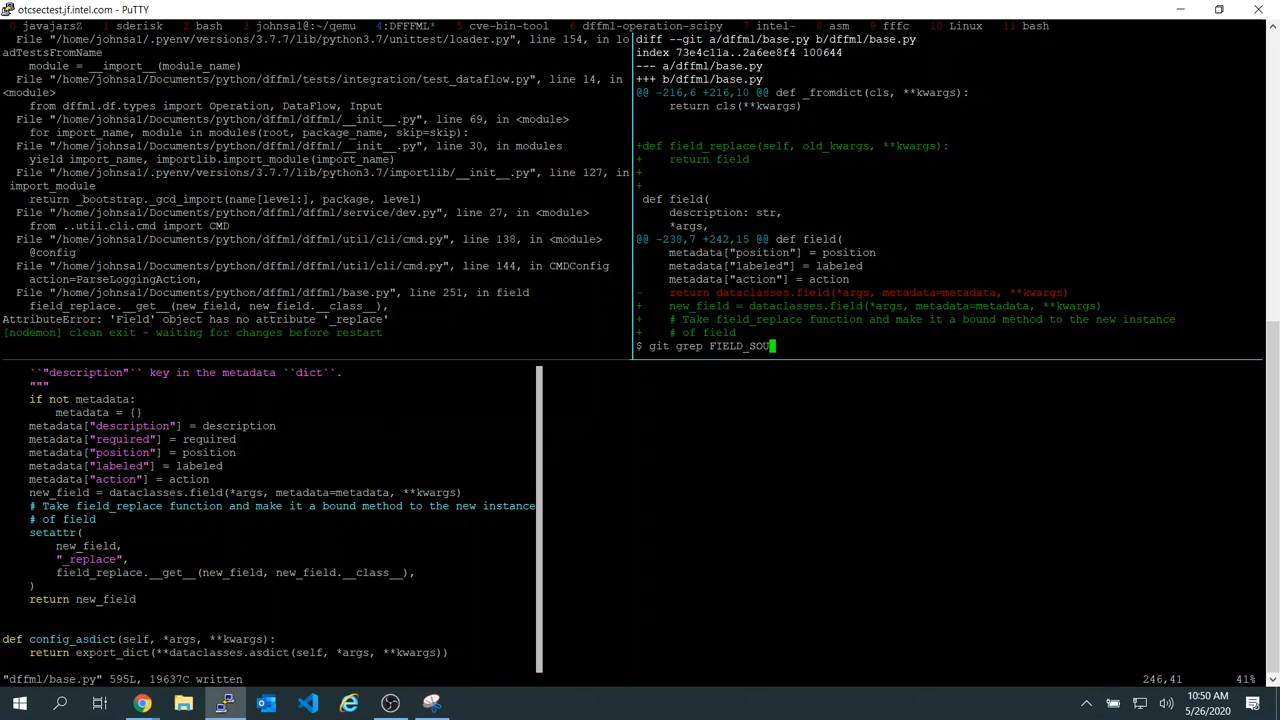 otcsectest.jf.intel.com - PuTTY
0 javajarsZ  1 sderisk  2 bash  3 johnsa1@:~/qemu  4:DFFFML*  5 cve-bin-tool  6 dffml-operation-scipy  7 intel-  8 asm  9 fffc  10 Linux  11 bash
File "/home/johnsa1/.pyenv/versions/3.7.7/lib/python3.7/unittest/loader.py", line 154, in lo
adTestsFromName
module = __import__(module_name)
File "/home/johnsa1/Documents/python/dffml/tests/integration/test_dataflow.py", line 14, in
<module>
from dffml.df.types import Operation, DataFlow, Input
File "/home/johnsa1/Documents/python/dffml/dffml/__init__.py", line 69, in <module>
for import_name, module in modules(root, package_name, skip=skip):
File "/home/johnsa1/Documents/python/dffml/dffml/__init__.py", line 30, in modules
yield import_name, importlib.import_module(import_name)
File "/home/johnsa1/.pyenv/versions/3.7.7/lib/python3.7/importlib/__init__.py", line 127, in
import_module
return _bootstrap._gcd_import(name[level:], package, level)
File "/home/johnsa1/Documents/python/dffml/dffml/service/dev.py", line 27, in <module>
from ..util.cli.cmd import CMD
File "/home/johnsa1/Documents/python/dffml/dffml/util/cli/cmd.py", line 138, in <module>
@config
File "/home/johnsa1/Documents/python/dffml/dffml/util/cli/cmd.py", line 144, in CMDConfig
action=ParseLoggingAction,
File "/home/johnsa1/Documents/python/dffml/dffml/base.py", line 251, in field
field_replace.__get__(new_field, new_field.__class__),
AttributeError: 'Field' object has no attribute '_replace'
[nodemon] clean exit - waiting for changes before restart
diff --git a/dffml/base.py b/dffml/base.py
index 73e4c11a..2a6ee8f4 100644
--- a/dffml/base.py
+++ b/dffml/base.py
@@ -216,6 +216,10 @@ def _fromdict(cls, **kwargs):
return cls(**kwargs)
+def field_replace(self, old_kwargs, **kwargs):
+    return field
+
+
def field(
description: str,
*args,
@@ -238,7 +242,15 @@ def field(
metadata["position"] = position
metadata["labeled"] = labeled
metadata["action"] = action
-    return dataclasses.field(*args, metadata=metadata, **kwargs)
+    new_field = dataclasses.field(*args, metadata=metadata, **kwargs)
+    # Take field_replace function and make it a bound method to the new instance
+    # of field
$ git grep FIELD_SOU
``"description"`` key in the metadata ``dict``.
"""
if not metadata:
metadata = {}
metadata["description"] = description
metadata["required"] = required
metadata["position"] = position
metadata["labeled"] = labeled
metadata["action"] = action
new_field = dataclasses.field(*args, metadata=metadata, **kwargs)
# Take field_replace function and make it a bound method to the new instance
# of field
setattr(
new_field,
"_replace",
field_replace.__get__(new_field, new_field.__class__),
)
return new_field
def config_asdict(self, *args, **kwargs):
return export_dict(**dataclasses.asdict(self, *args, **kwargs))
"dffml/base.py" 595L, 19637C written
246,41
41%
10:50 AM
5/26/2020